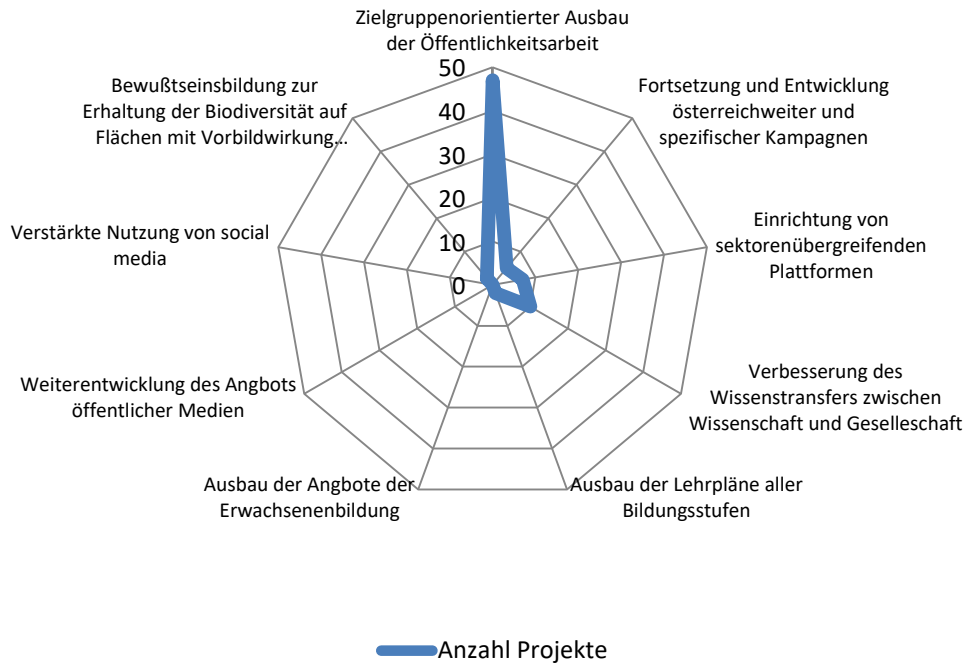 Zielgruppenorientierter Ausbau
der Öffentlichkeitsarbeit
Fortsetzung und Entwicklung
österreichweiter und
spezifischer Kampagnen
Einrichtung von
sektorenübergreifenden
Plattformen
Verbesserung des
Wissenstransfers zwischen
Wissenschaft und Geselleschaft
Ausbau der Lehrpläne aller
Bildungsstufen
Ausbau der Angebote der
Erwachsenenbildung
Weiterentwicklung des Angbots
öffentlicher Medien
Verstärkte Nutzung von social
media
Bewußtseinsbildung zur
Erhaltung der Biodiversität auf
Flächen mit Vorbildwirkung...
50
40
30
20
10
0
Anzahl Projekte